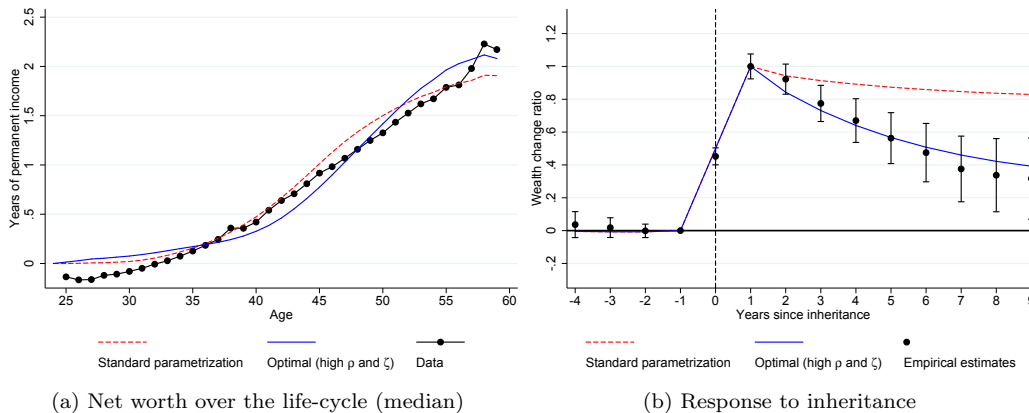 2.5
2
1.5
1
.5
0
Years of permanent income
25 30 35 40 45 50 55 60
Age
Standard parametrization Optimal (high ρ and ζ) Data
(a) Net worth over the life-cycle (median)
1.2
1
.8
.6
.4
.2
0
-.2
Wealth change ratio
-4 -3 -2 -1 0 1 2 3 4 5 6 7 8 9
Years since inheritance
Standard parametrization Optimal (high ρ and ζ) Empirical estimates
(b) Response to inheritance